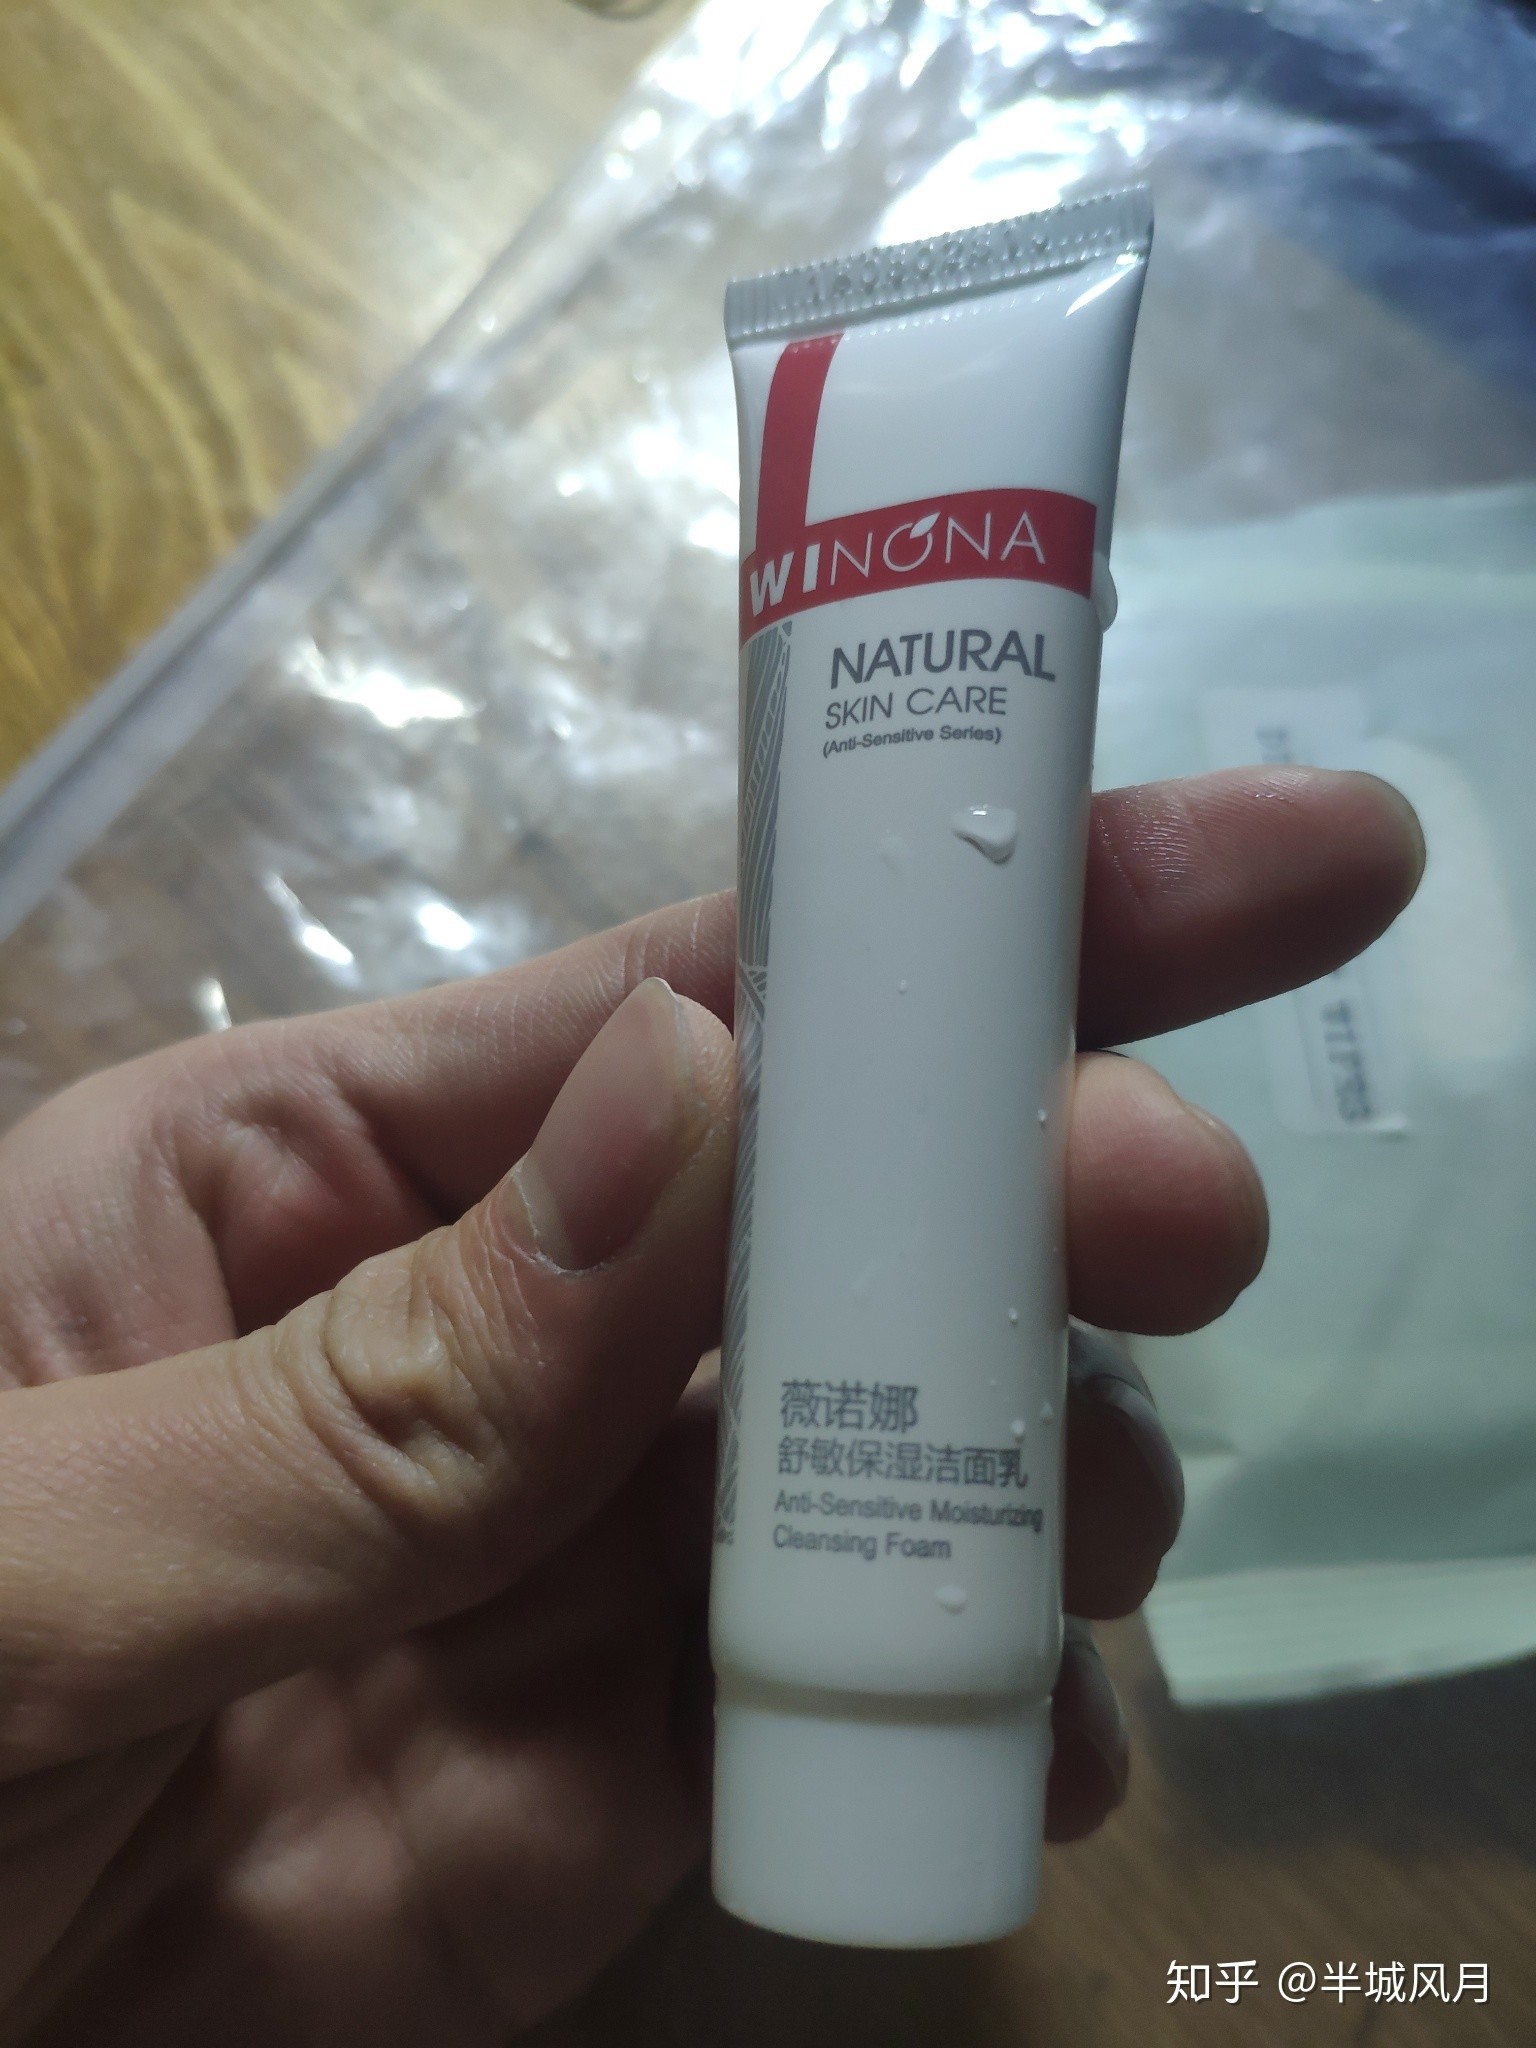 WINONA
NATURAL
SKIN CARE
(Anti-Sensitive Series)
薇诺娜
舒敏保湿洁面乳
Anti-Sensitive Moisturizing
Cleansing Foam
知乎 @半城风月